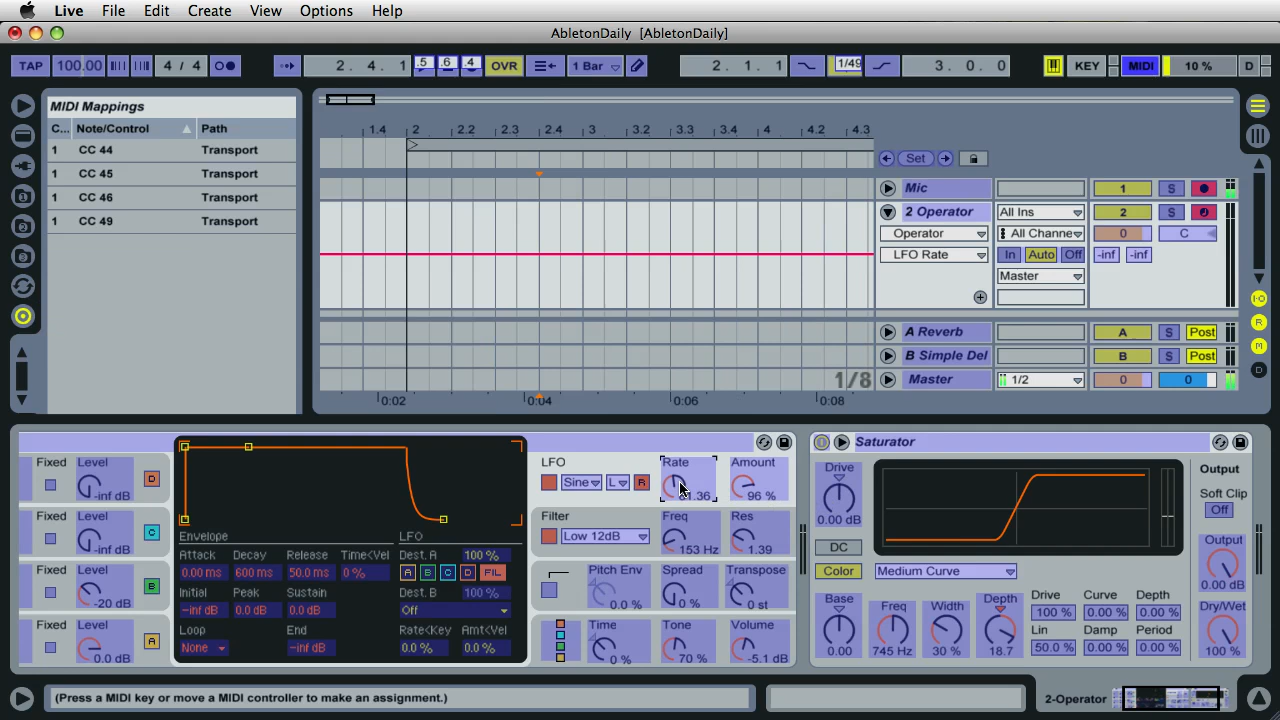 Live File Edit Create View Options Help
AbletonDaily [AbletonDaily]
TAP 100.00 4 / 4 2. 4. 1 .5 .6 .4 OVR 1 Bar 2. 1. 1 1/49 3. 0. 0 KEY MIDI 10 % D
MIDI Mappings
C... Note/Control Path
1 CC 44 Transport
1 CC 45 Transport
1 CC 46 Transport
1 CC 49 Transport
1.4 2 2.2 2.3 2.4 3 3.2 3.3 3.4 4 4.2 4.3
Set
Mic 1 S
2 Operator All Ins 2 S
Operator All Channe 0 C
LFO Rate In Auto Off -inf -inf
Master
A Reverb A S Post
B Simple Del B S Post
1/8 Master 1/2 0 0
0:02 0:04 0:06 0:08
I·O
R
M
D
Fixed Level -inf dB D
Fixed Level -inf dB C
Fixed Level -20 dB B
Fixed Level 0.0 dB A
Envelope LFO
Attack Decay Release Time<Vel Dest. A 100 %
0.00 ms 600 ms 50.0 ms 0 % A B C D FIL
Initial Peak Sustain Dest. B 100 %
-inf dB 0.0 dB 0.0 dB Off
Loop End Rate<Key Amt<Vel
None -inf dB 0.0 % 0.0 %
LFO Rate Amount
Sine L R .36 96 %
Filter Freq Res
Low 12dB 153 Hz 1.39
Pitch Env Spread Transpose
0.0 % 0 % 0 st
Time Tone Volume
0 % 70 % -5.1 dB
Saturator
Drive
0.00 dB
DC
Color Medium Curve
Base Freq Width Depth
0.00 745 Hz 30 % 18.7
Drive Curve Depth
100 % 0.00 % 0.00 %
Lin Damp Period
50.0 % 0.00 % 0.00 %
Output
Soft Clip
Off
Output
0.00 dB
Dry/Wet
100 %
(Press a MIDI key or move a MIDI controller to make an assignment.)
2-Operator